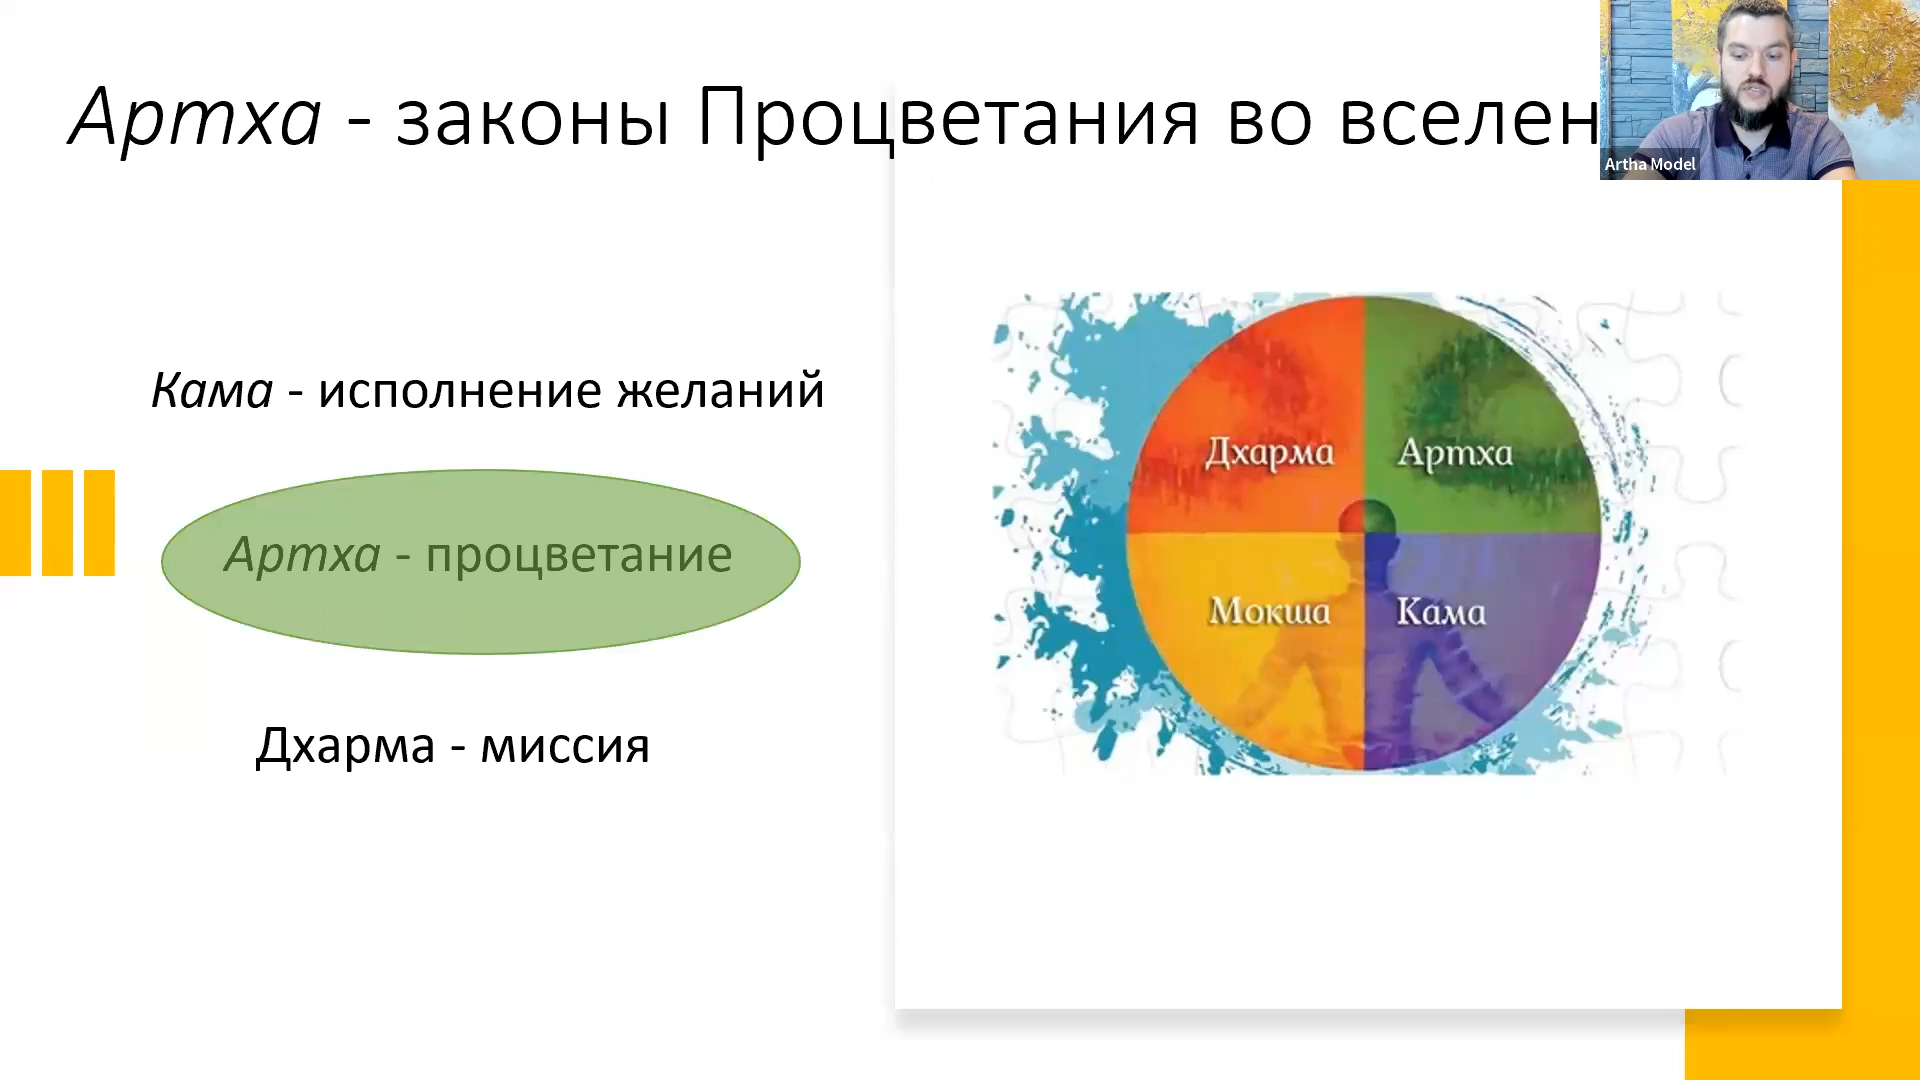 Артха - законы Процветания во вселен
Artha Model
Кама - исполнение желаний
Артха - процветание
Дхарма - миссия
Дхарма Артха
Мокша Кама